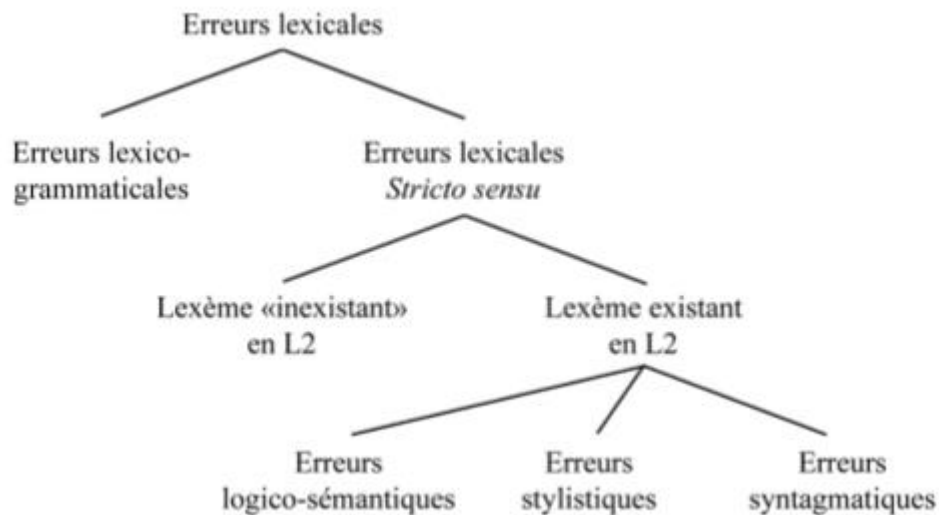 Erreurs lexicales
Erreurs lexico-
grammaticales
Erreurs lexicales
Stricto sensu
Lexème «inexistant»
en L2
Lexème existant
en L2
Erreurs
logico-sémantiques
Erreurs
stylistiques
Erreurs
syntagmatiques